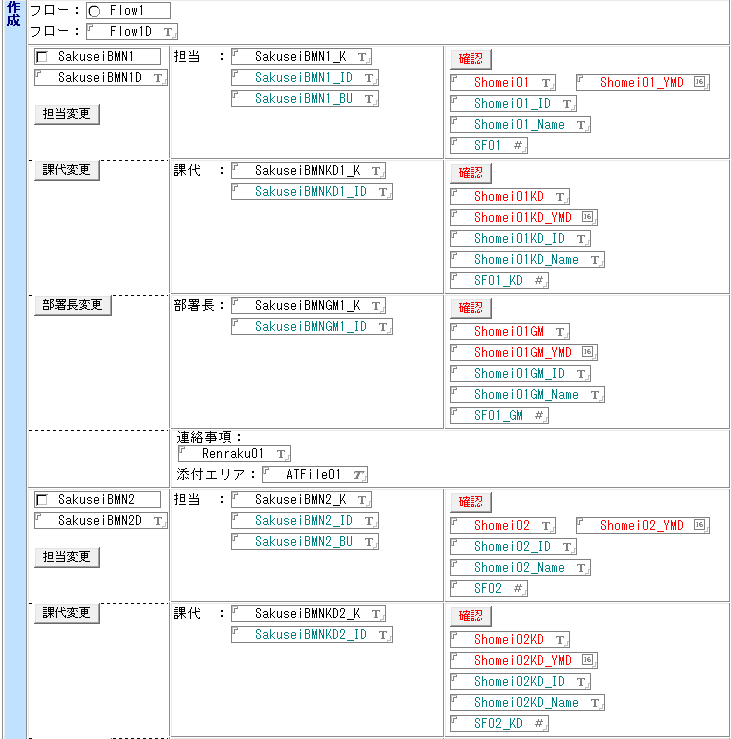 作成
フロー： Flow1
フロー： Flow1D T
SakuseiBMN1 担当 ： SakuseiBMN1_K T 確認
SakuseiBMN1D T SakuseiBMN1_ID T Shomei01 T Shomei01_YMD 16
SakuseiBMN1_BU T Shomei01_ID T
担当変更 Shomei01_Name T
SF01 #
課代変更 課代 ： SakuseiBMNKD1_K T 確認
SakuseiBMNKD1_ID T Shomei01KD T
Shomei01KD_YMD 16
Shomei01KD_ID T
Shomei01KD_Name T
SF01_KD #
部署長変更 部署長： SakuseiBMNGM1_K T 確認
SakuseiBMNGM1_ID T Shomei01GM T
Shomei01GM_YMD 16
Shomei01GM_ID T
Shomei01GM_Name T
SF01_GM #
連絡事項：
Renraku01 T
添付エリア： ATFile01 T
SakuseiBMN2 担当 ： SakuseiBMN2_K T 確認
SakuseiBMN2D T SakuseiBMN2_ID T Shomei02 T Shomei02_YMD 16
SakuseiBMN2_BU T Shomei02_ID T
担当変更 Shomei02_Name T
SF02 #
課代変更 課代 ： SakuseiBMNKD2_K T 確認
SakuseiBMNKD2_ID T Shomei02KD T
Shomei02KD_YMD 16
Shomei02KD_ID T
Shomei02KD_Name T
SF02_KD #